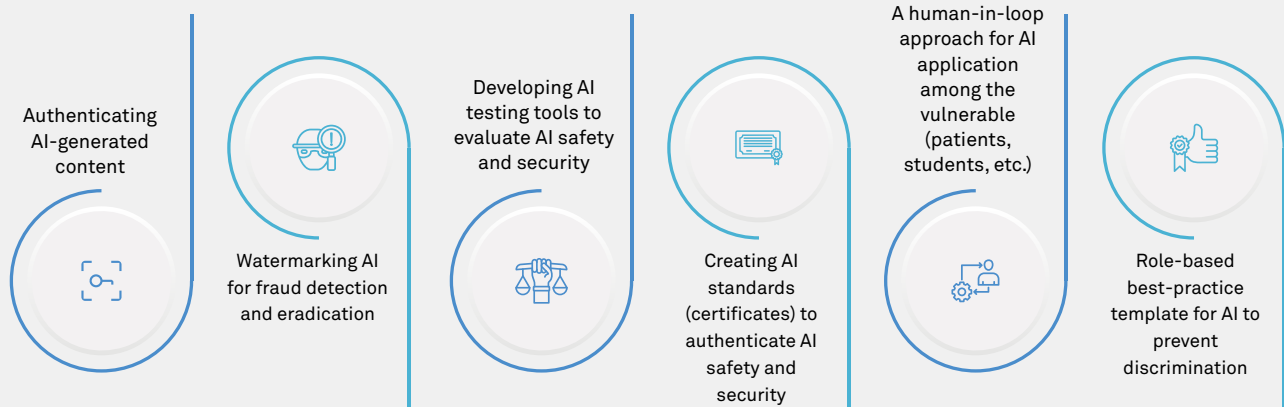 Authenticating
AI-generated
content
Watermarking AI
for fraud detection
and eradication
Developing AI
testing tools to
evaluate AI safety
and security
Creating AI
standards
(certificates) to
authenticate AI
safety and
security
A human-in-loop
approach for AI
application
among the
vulnerable
(patients,
students, etc.)
Role-based
best-practice
template for AI to
prevent
discrimination